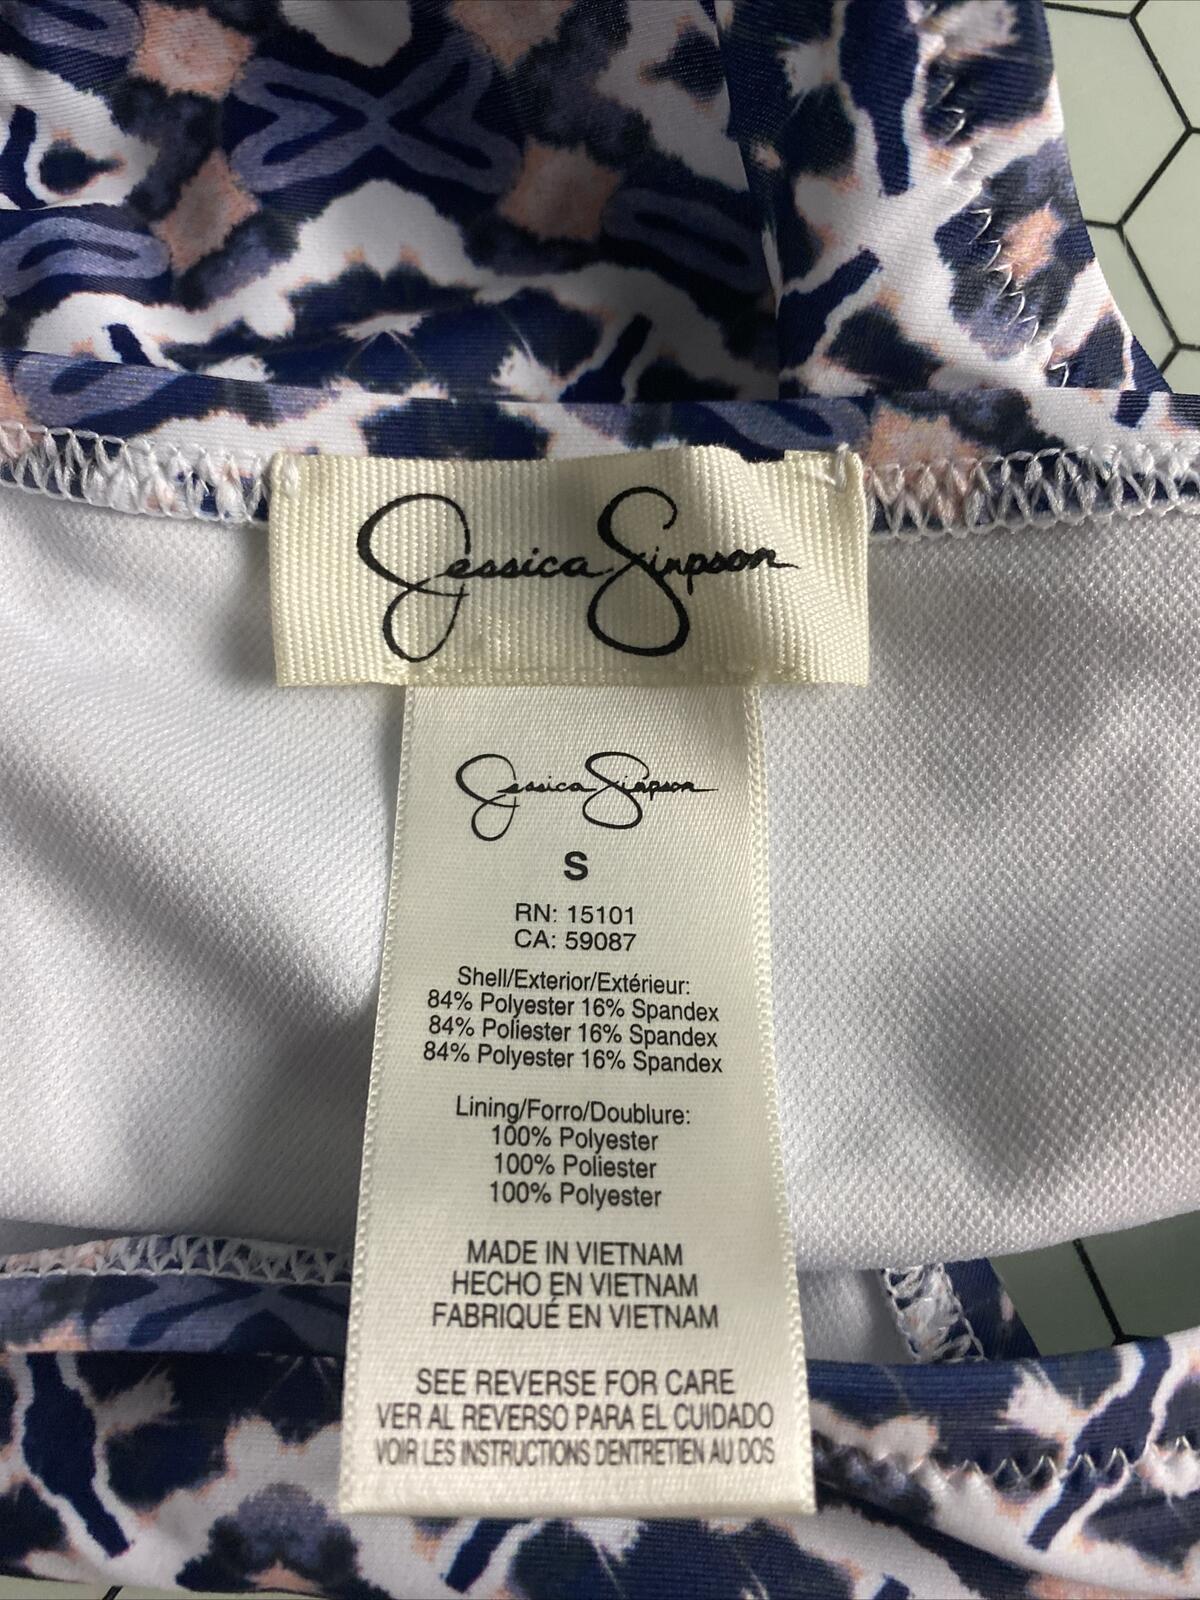 Jessica Simpson
Jessica Simpson
S
RN: 15101
CA: 59087
Shell/Exterior/Extérieur:
84% Polyester 16% Spandex
84% Poliester 16% Spandex
84% Polyester 16% Spandex
Lining/Forro/Doublure:
100% Polyester
100% Poliester
100% Polyester
MADE IN VIETNAM
HECHO EN VIETNAM
FABRIQUÉ EN VIETNAM
SEE REVERSE FOR CARE
VER AL REVERSO PARA EL CUIDADO
VOIR LES INSTRUCTIONS DENTRETIEN AU DOS